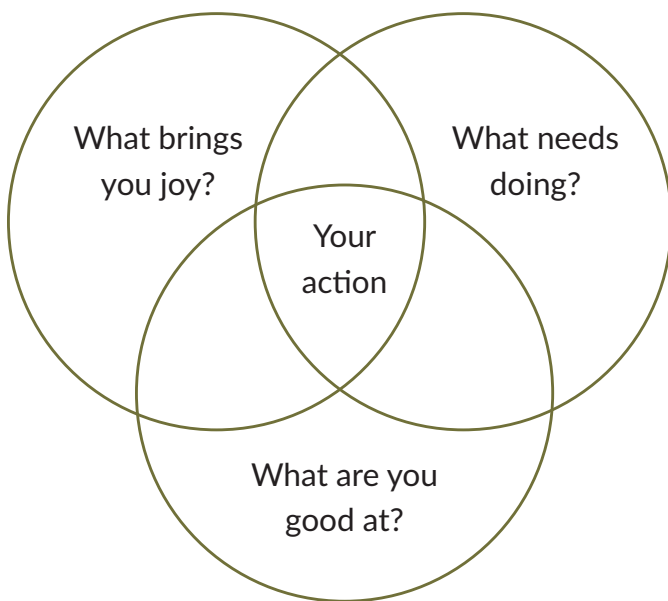 What brings
you joy?
What needs
doing?
Your
action
What are you
good at?